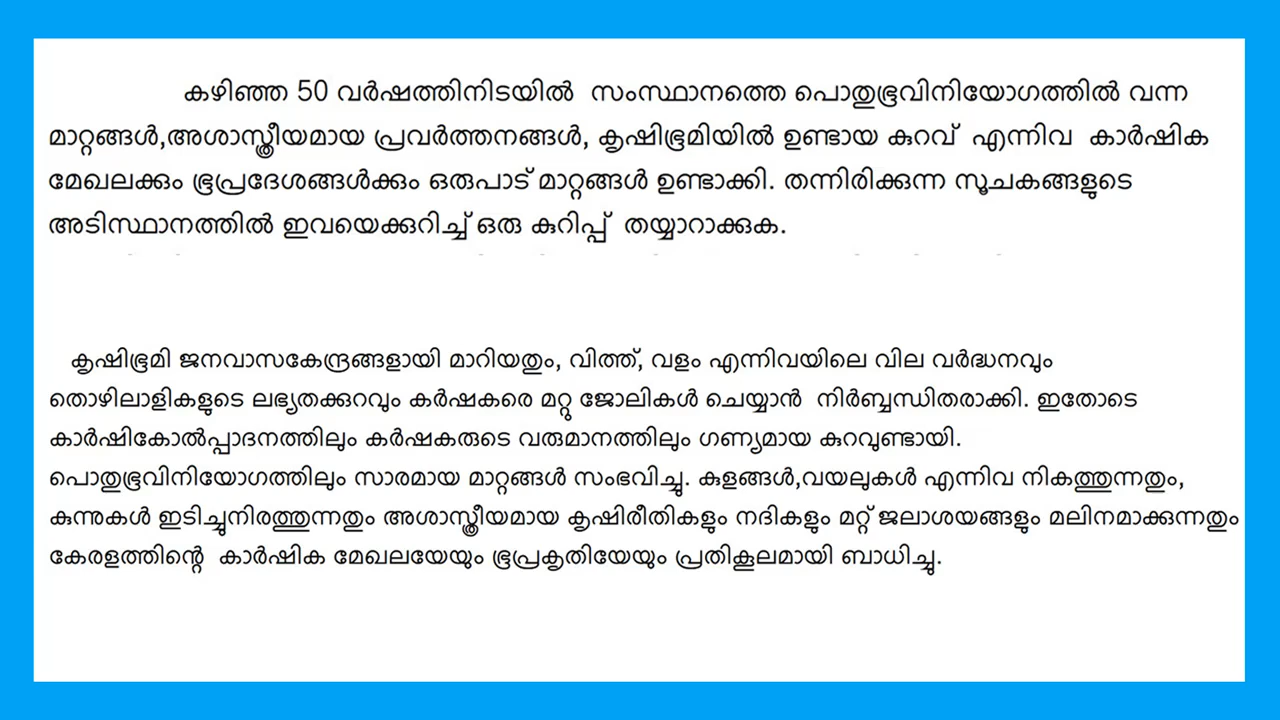 കഴിഞ്ഞ 50 വർഷത്തിനിടയിൽ സംസ്ഥാനത്തെ പൊതുഭൂവിനിയോഗത്തിൽ വന്ന
മാറ്റങ്ങൾ,അശാസ്ത്രീയമായ പ്രവർത്തനങ്ങൾ, കൃഷിഭൂമിയിൽ ഉണ്ടായ കുറവ് എന്നിവ കാർഷിക
മേഖലക്കും ഭൂപ്രദേശങ്ങൾക്കും ഒരുപാട് മാറ്റങ്ങൾ ഉണ്ടാക്കി. തന്നിരിക്കുന്ന സൂചകങ്ങളുടെ
അടിസ്ഥാനത്തിൽ ഇവയെക്കുറിച്ച് ഒരു കുറിപ്പ് തയ്യാറാക്കുക.
കൃഷിഭൂമി ജനവാസകേന്ദ്രങ്ങളായി മാറിയതും, വിത്ത്, വളം എന്നിവയിലെ വില വർദ്ധനവും
തൊഴിലാളികളുടെ ലഭ്യതക്കുറവും കർഷകരെ മറ്റു ജോലികൾ ചെയ്യാൻ നിർബ്ബന്ധിതരാക്കി. ഇതോടെ
കാർഷികോൽപ്പാദനത്തിലും കർഷകരുടെ വരുമാനത്തിലും ഗണ്യമായ കുറവുണ്ടായി.
പൊതുഭൂവിനിയോഗത്തിലും സാരമായ മാറ്റങ്ങൾ സംഭവിച്ചു. കുളങ്ങൾ,വയലുകൾ എന്നിവ നികത്തുന്നതും,
കുന്നുകൾ ഇടിച്ചുനിരത്തുന്നതും അശാസ്ത്രീയമായ കൃഷിരീതികളും നദികളും മറ്റ് ജലാശയങ്ങളും മലിനമാക്കുന്നതും
കേരളത്തിന്റെ കാർഷിക മേഖലയേയും ഭൂപ്രകൃതിയേയും പ്രതികൂലമായി ബാധിച്ചു.